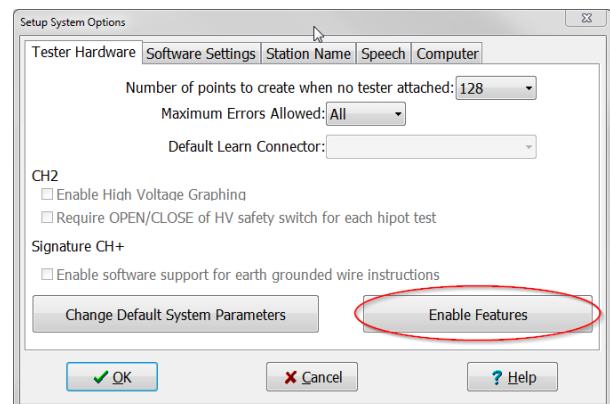 Setup System Options
Tester Hardware Software Settings Station Name Speech Computer
Number of points to create when no tester attached: 128
Maximum Errors Allowed: All
Default Learn Connector:
CH2
Enable High Voltage Graphing
Require OPEN/CLOSE of HV safety switch for each hipot test
Signature CH+
Enable software support for earth grounded wire instructions
Change Default System Parameters Enable Features
OK Cancel ? Help